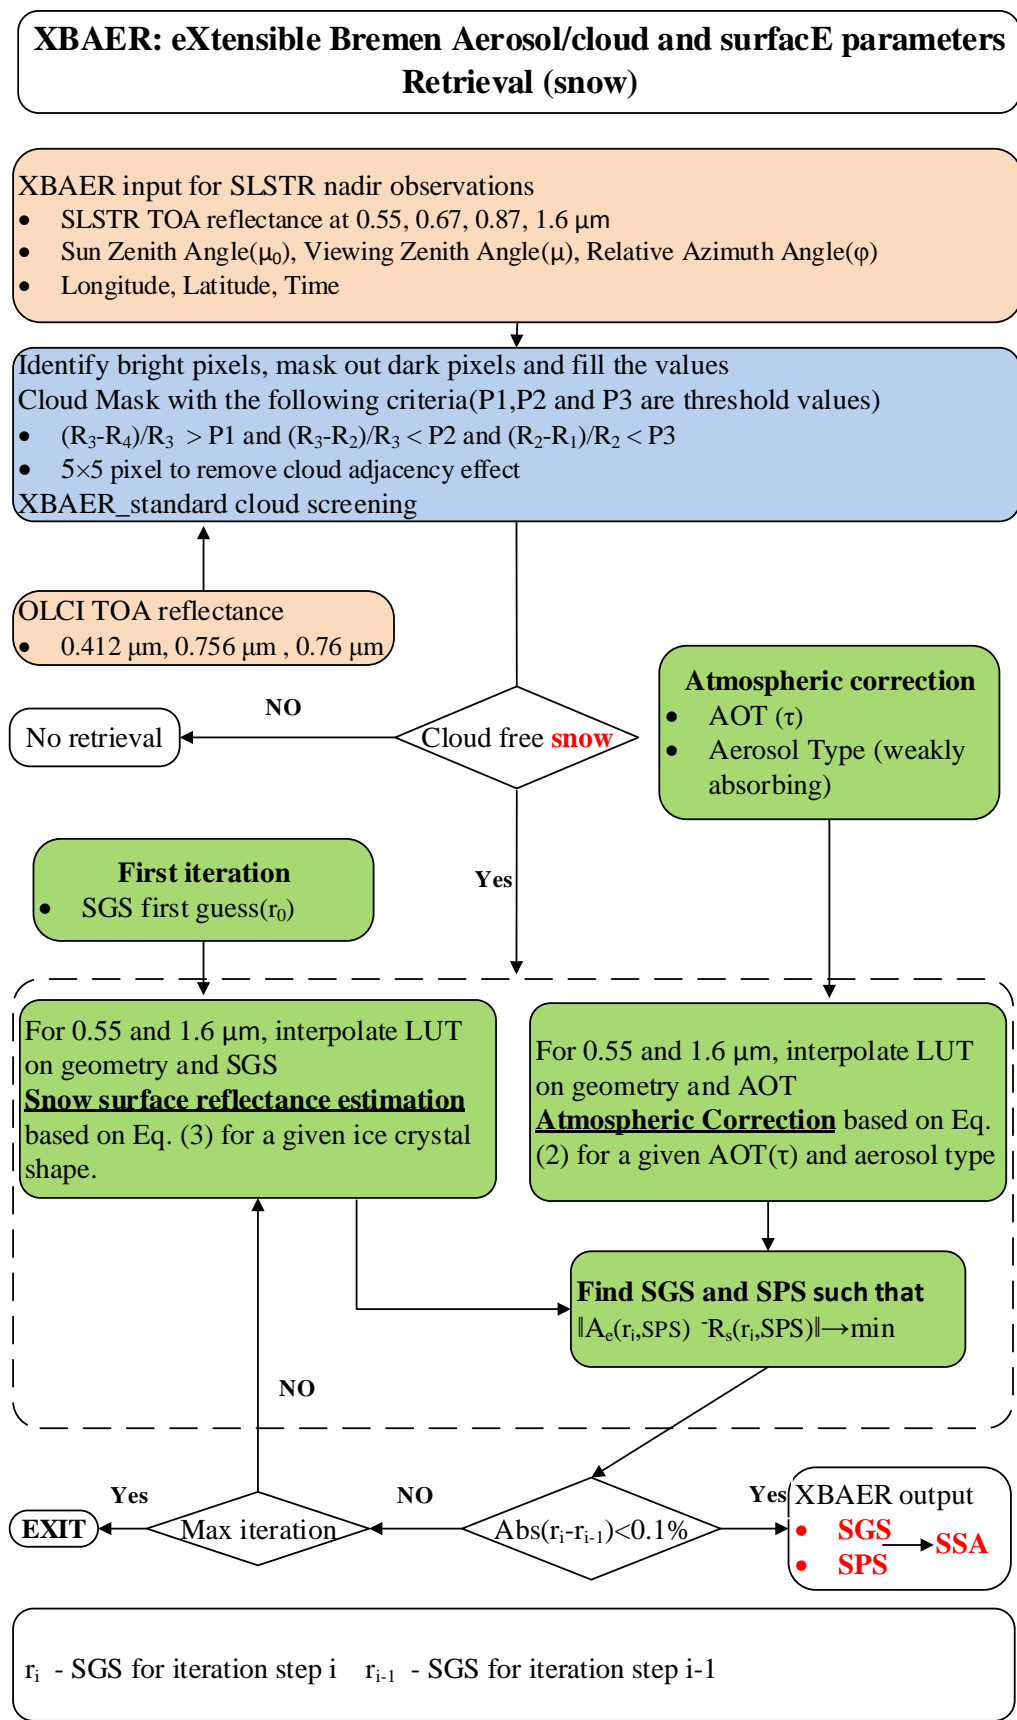 XBAER: eXtensible Bremen Aerosol/cloud and surfacE parameters
Retrieval (snow)
XBAER input for SLSTR nadir observations
• SLSTR TOA reflectance at 0.55, 0.67, 0.87, 1.6 μm
• Sun Zenith Angle(μ₀), Viewing Zenith Angle(μ), Relative Azimuth Angle(φ)
• Longitude, Latitude, Time
Identify bright pixels, mask out dark pixels and fill the values
Cloud Mask with the following criteria(P1,P2 and P3 are threshold values)
• (R₃-R₄)/R₃ > P1 and (R₃-R₂)/R₃ < P2 and (R₂-R₁)/R₂ < P3
• 5×5 pixel to remove cloud adjacency effect
XBAER_standard cloud screening
OLCI TOA reflectance
• 0.412 μm, 0.756 μm , 0.76 μm
Atmospheric correction
• AOT (τ)
• Aerosol Type (weakly
absorbing)
NO
No retrieval
Cloud free snow
Yes
First iteration
• SGS first guess(r₀)
For 0.55 and 1.6 μm, interpolate LUT
on geometry and SGS
Snow surface reflectance estimation
based on Eq. (3) for a given ice crystal
shape.
For 0.55 and 1.6 μm, interpolate LUT
on geometry and AOT
Atmospheric Correction based on Eq.
(2) for a given AOT(τ) and aerosol type
Find SGS and SPS such that
‖Aₑ(rᵢ,SPS) -Rₛ(rᵢ,SPS)‖→min
NO
Yes
EXIT
Max iteration
NO
Abs(rᵢ-rᵢ₋₁)<0.1%
Yes
XBAER output
• SGS
• SPS
SSA
rᵢ - SGS for iteration step i rᵢ₋₁ - SGS for iteration step i-1